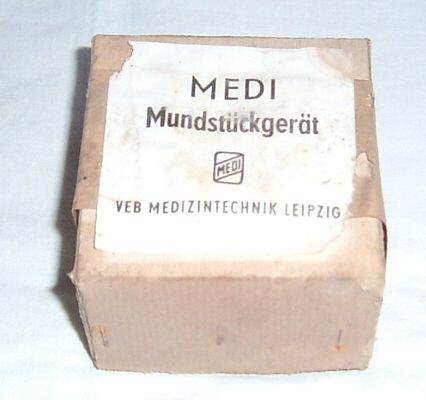 MEDI
Mundstückgerät
MEDI
VEB MEDIZINTECHNIK LEIPZIG